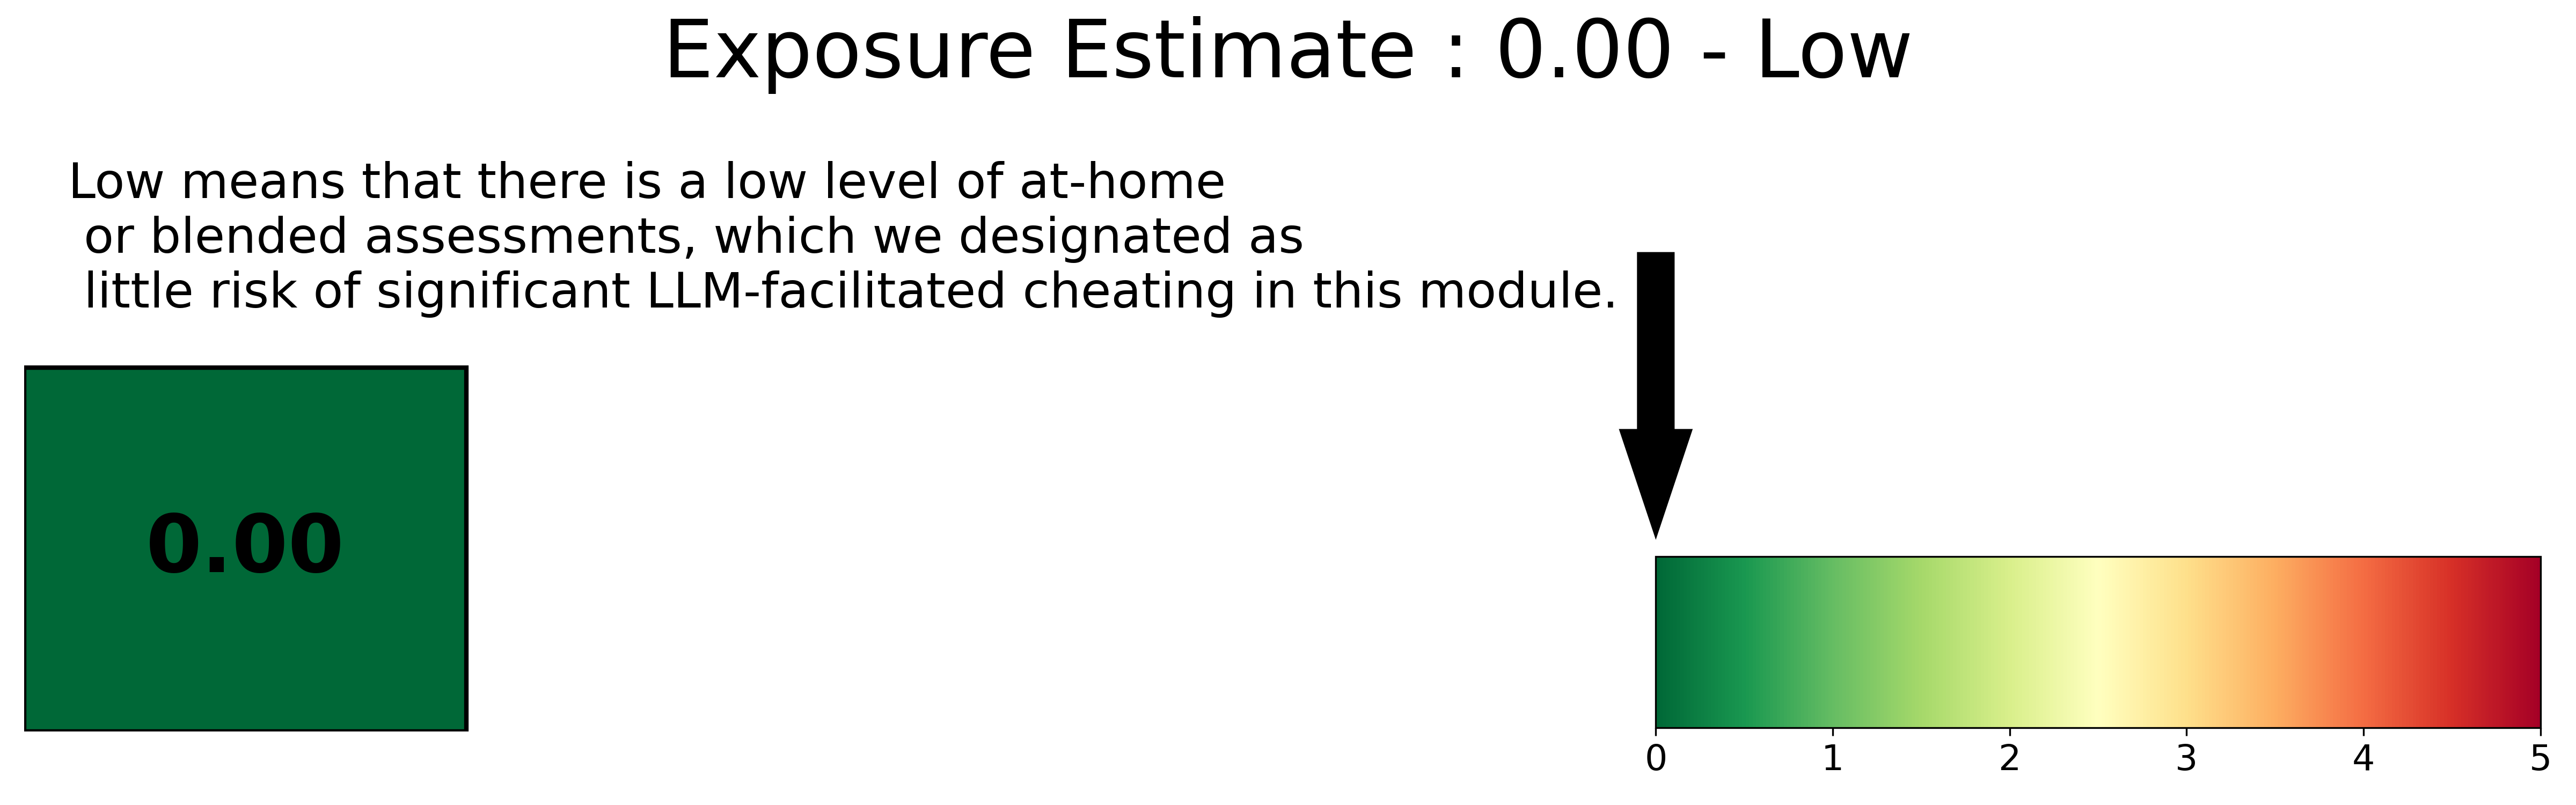 Exposure Estimate : 0.00 - Low
Low means that there is a low level of at-home
or blended assessments, which we designated as
little risk of significant LLM-facilitated cheating in this module.
0.00
0 1 2 3 4 5